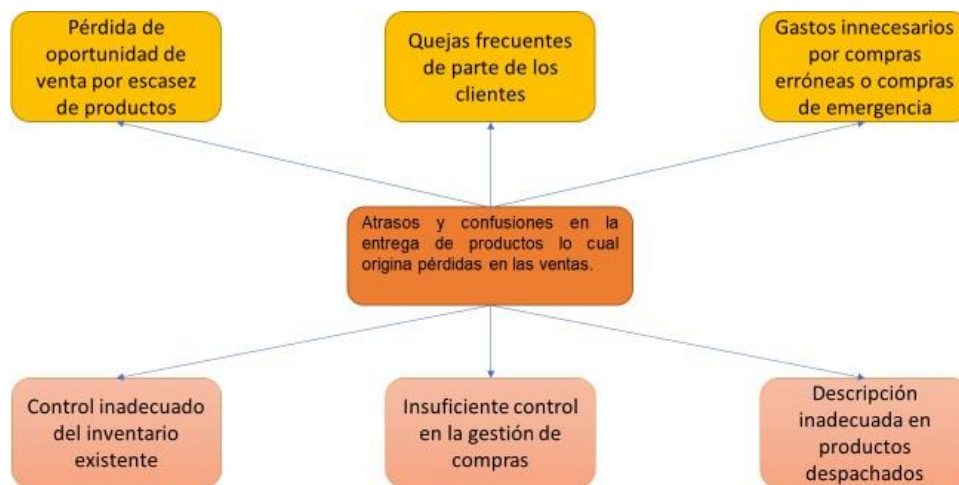 Pérdida de
oportunidad de
venta por escasez
de productos
Quejas frecuentes
de parte de los
clientes
Gastos innecesarios
por compras
erróneas o compras
de emergencia
Atrasos y confusiones en la
entrega de productos lo cual
origina pérdidas en las ventas.
Control inadecuado
del inventario
existente
Insuficiente control
en la gestión de
compras
Descripción
inadecuada en
productos
despachados